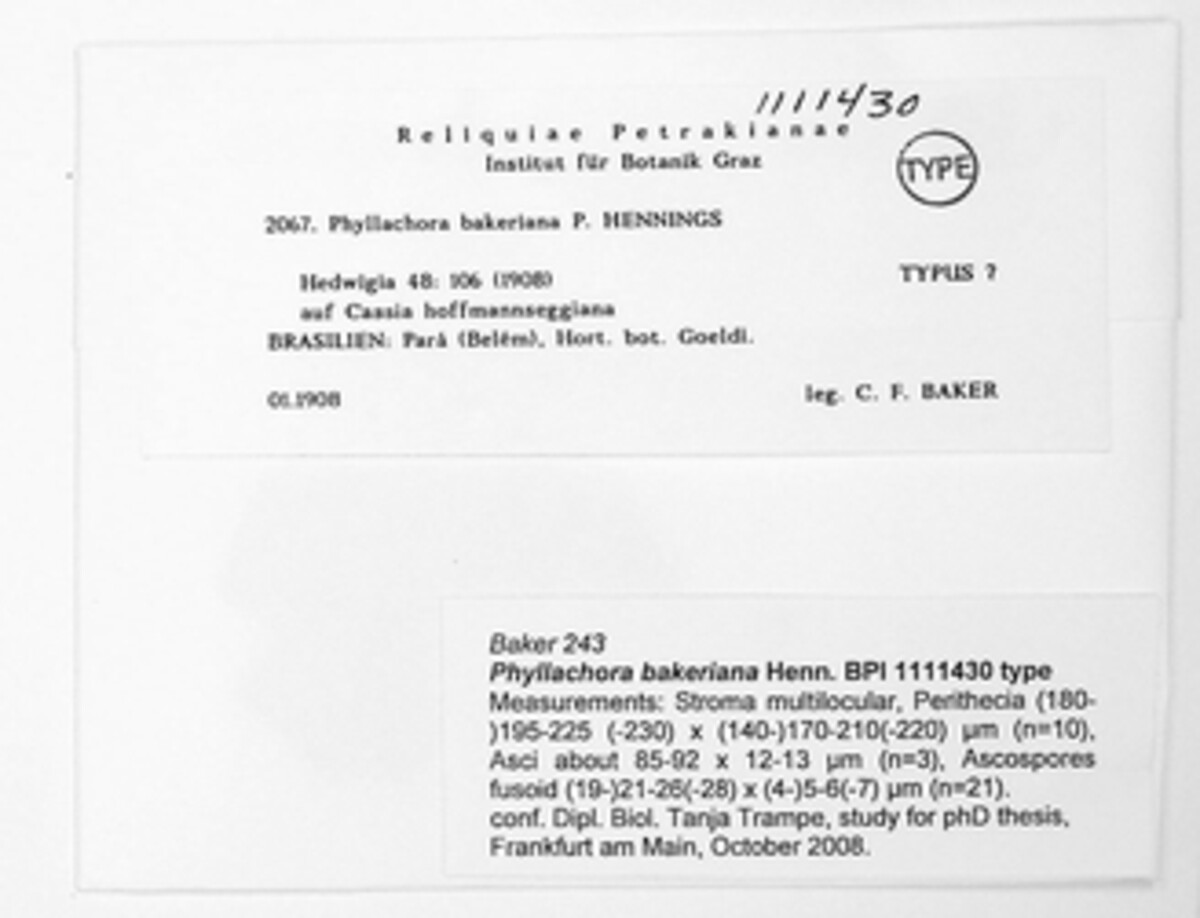 1111430
Reliquiae Petrakianae
Institut für Botanik Graz
TYPE
2067. Phyllachora bakeriana P. HENNINGS
Hedwigia 48: 106 (1908)
TYPUS ?
auf Cassia hoffmannseggiana
BRASILIEN: Pará (Belém), Hort. bot. Goeldi.
01.1908
leg. C. F. BAKER
Baker 243
Phyllachora bakeriana Henn. BPI 1111430 type
Measurements: Stroma multilocular, Perithecia (180-
)195-225 (-230) x (140-)170-210(-220) µm (n=10),
Asci about 85-92 x 12-13 µm (n=3), Ascospores
fusoid (19-)21-26(-28) x (4-)5-6(-7) µm (n=21).
conf. Dipl. Biol. Tanja Trampe, study for phD thesis,
Frankfurt am Main, October 2008.